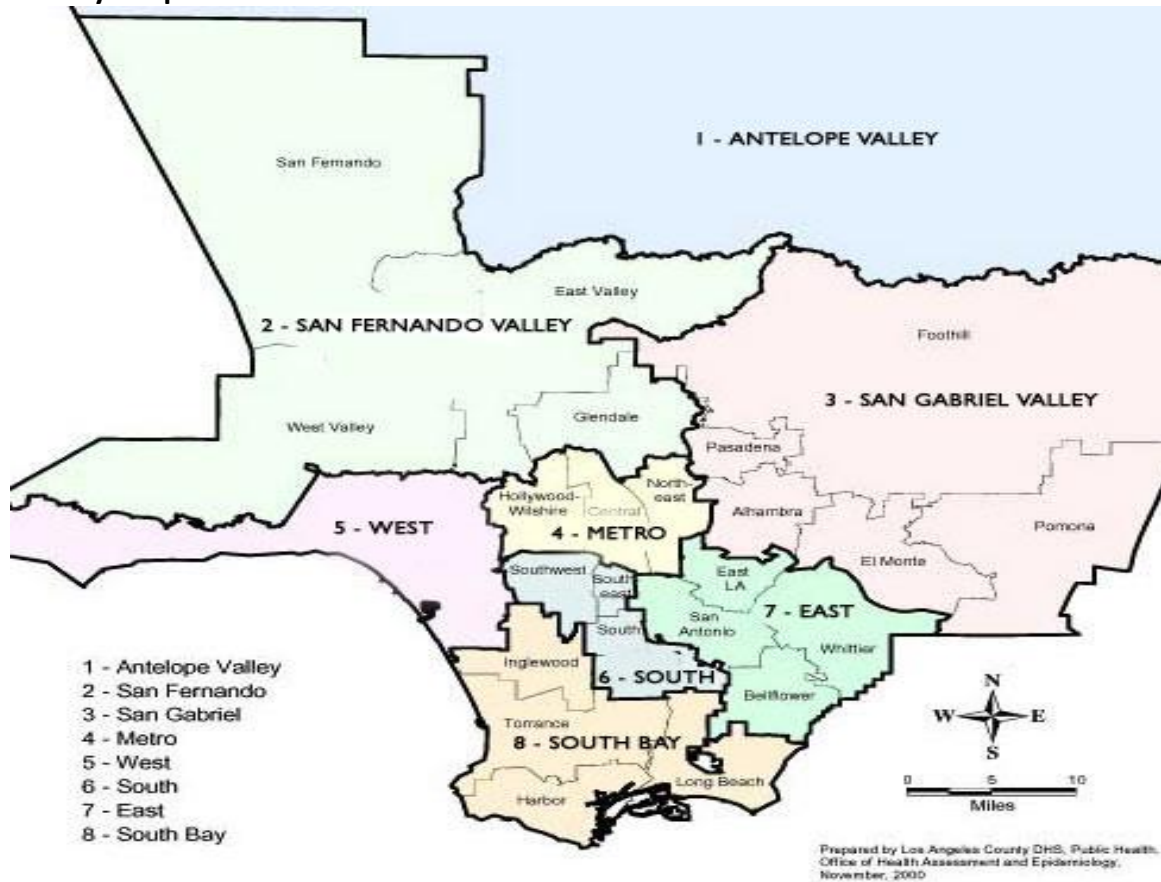 San Fernando
1 - ANTELOPE VALLEY
East Valley
2 - SAN FERNANDO VALLEY
Foothill
3 - SAN GABRIEL VALLEY
Glendale
West Valley
Pasadena
Hollywood-
Wilshire
Central
North-
east
Alhambra
Pomona
5 - WEST
4 - METRO
El Monte
Southwest
South-
east
East
LA
7 - EAST
San
Antonio
South
Whittier
Inglewood
6 - SOUTH
Bellflower
Torrance
8 - SOUTH BAY
Long Beach
Harbor
1 - Antelope Valley
2 - San Fernando
3 - San Gabriel
4 - Metro
5 - West
6 - South
7 - East
8 - South Bay
N
W E
S
0 5 10
Miles
Prepared by Los Angeles County DHS, Public Health,
Office of Health Assessment and Epidemiology,
November, 2000